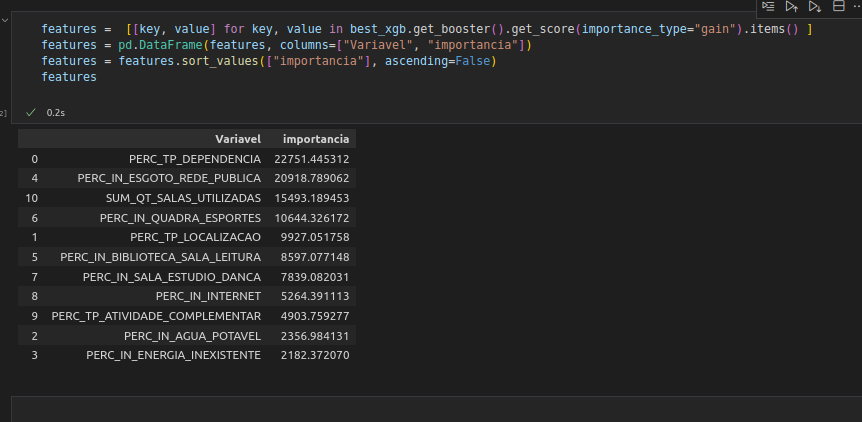 features =  [[key, value] for key, value in best_xgb.get_booster().get_score(importance_type="gain").items() ]
features = pd.DataFrame(features, columns=["Variavel", "importancia"])
features = features.sort_values(["importancia"], ascending=False)
features
2]
0.2s
Variavel importancia
0 PERC_TP_DEPENDENCIA 22751.445312
4 PERC_IN_ESGOTO_REDE_PUBLICA 20918.789062
10 SUM_QT_SALAS_UTILIZADAS 15493.189453
6 PERC_IN_QUADRA_ESPORTES 10644.326172
1 PERC_TP_LOCALIZACAO 9927.051758
5 PERC_IN_BIBLIOTECA_SALA_LEITURA 8597.077148
7 PERC_IN_SALA_ESTUDIO_DANCA 7839.082031
8 PERC_IN_INTERNET 5264.391113
9 PERC_TP_ATIVIDADE_COMPLEMENTAR 4903.759277
2 PERC_IN_AGUA_POTAVEL 2356.984131
3 PERC_IN_ENERGIA_INEXISTENTE 2182.372070